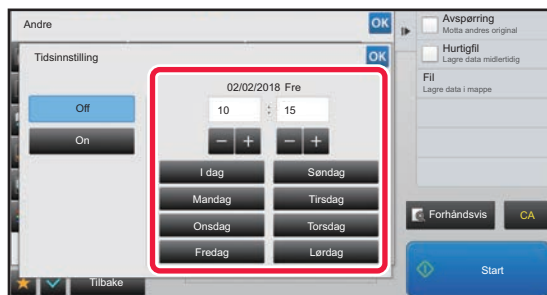 Andre
OK
Tidsinnstilling
OK
02/02/2018 Fre
Off
10 : 15
On
− + − +
I dag Søndag
Mandag Tirsdag
Onsdag Torsdag
Fredag Lørdag
Tilbake
Avspørring
Motta andres original
Hurtigfil
Lagre data midlertidig
Fil
Lagre data i mappe
Forhåndsvis CA
Start